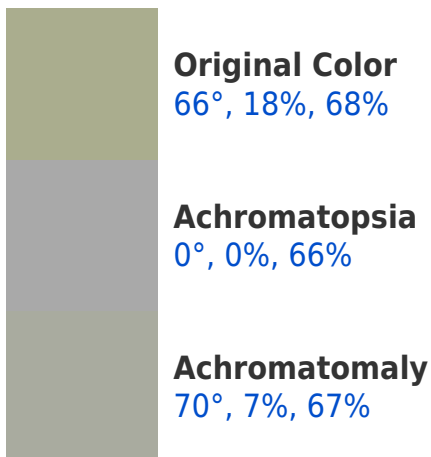 Original Color
66°, 18%, 68%
Achromatopsia
0°, 0%, 66%
Achromatomaly
70°, 7%, 67%